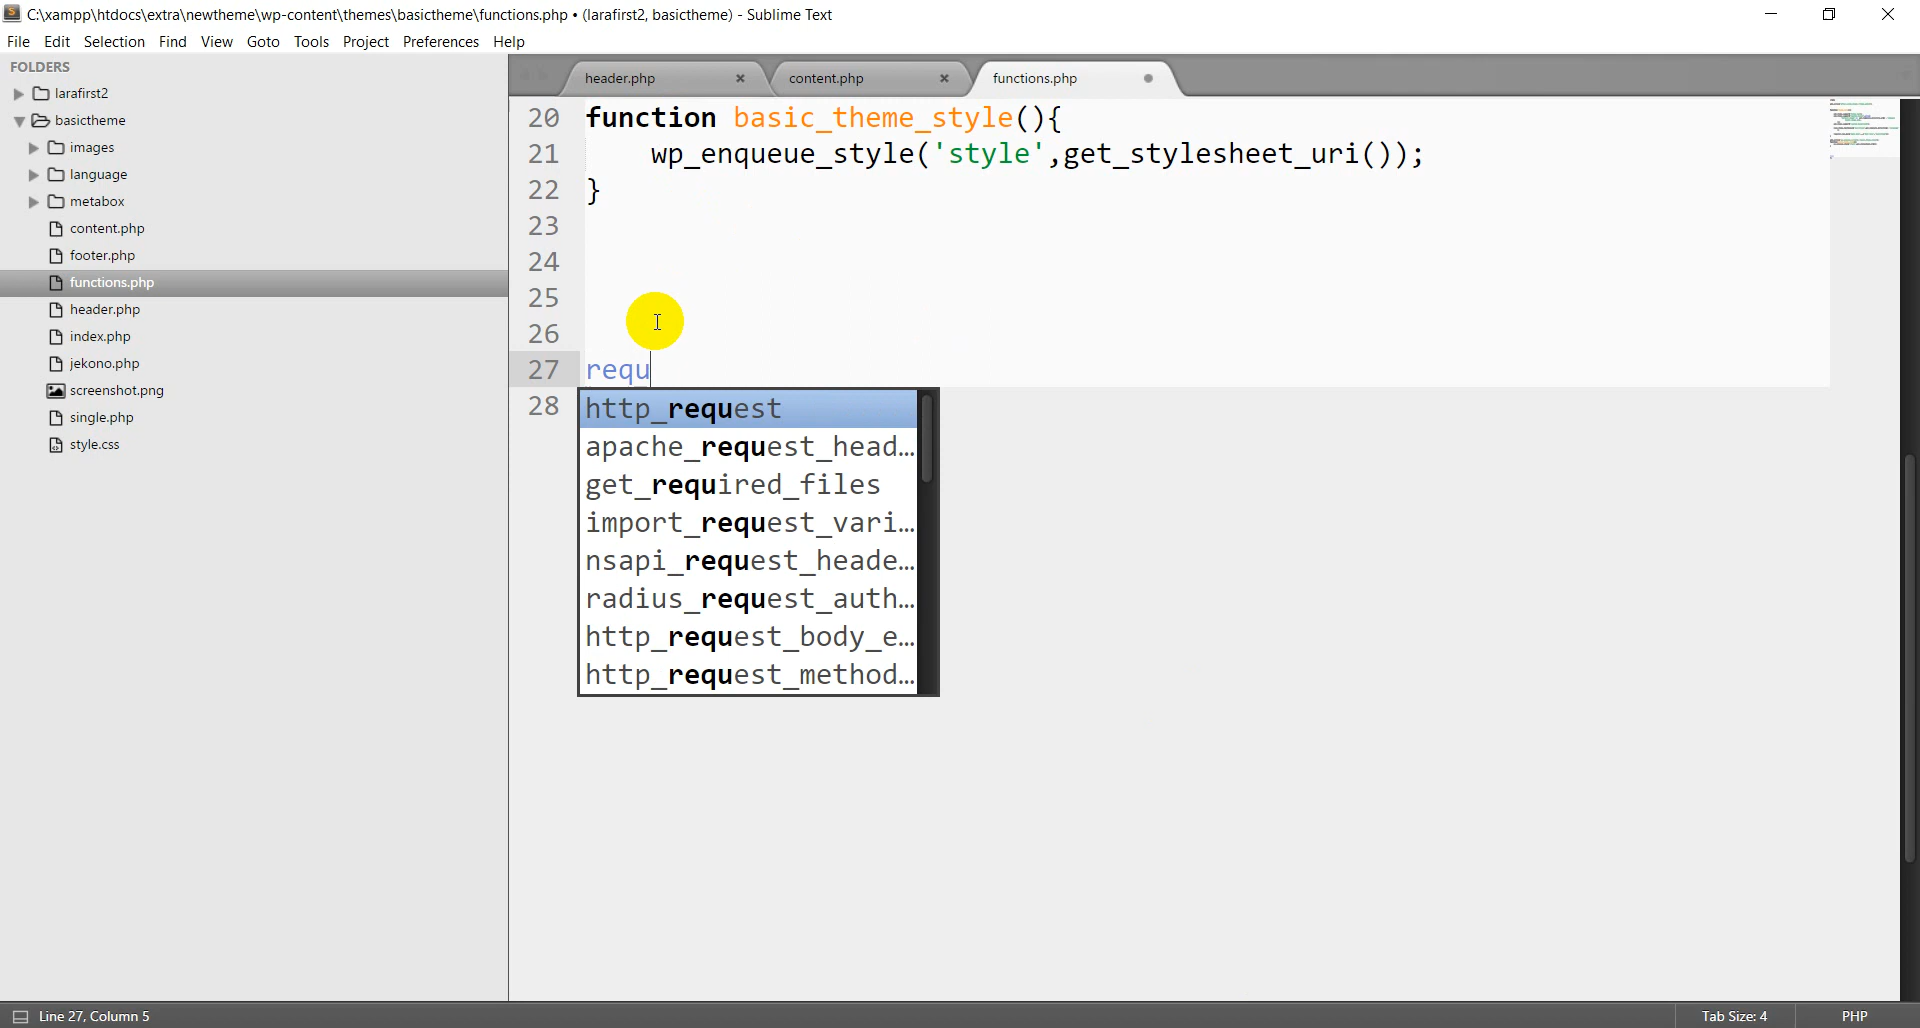 C:\xampp\htdocs\extra\newtheme\wp-content\themes\basictheme\functions.php • (larafirst2, basictheme) - Sublime Text
File Edit Selection Find View Goto Tools Project Preferences Help
FOLDERS
larafirst2
basictheme
images
language
metabox
content.php
footer.php
functions.php
header.php
index.php
jekono.php
screenshot.png
single.php
style.css
header.php content.php functions.php
20 function basic_theme_style(){
21 wp_enqueue_style('style',get_stylesheet_uri());
22 }
23
24
25
26
27 requ
28
http_request
apache_request_head…
get_required_files
import_request_vari…
nsapi_request_heade…
radius_request_auth…
http_request_body_e…
http_request_method…
Line 27, Column 5 Tab Size: 4 PHP